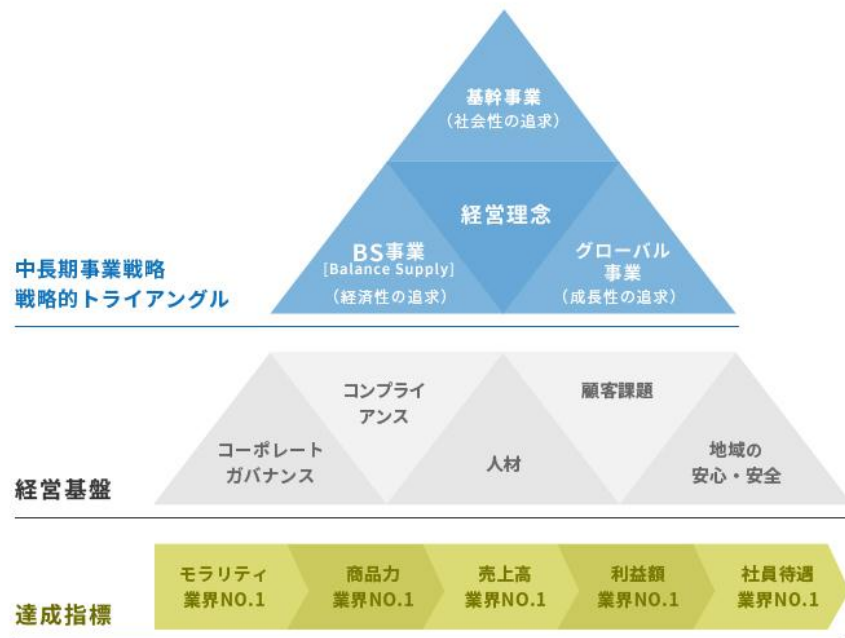 基幹事業
（社会性の追求）
経営理念
BS事業
[Balance Supply]
（経済性の追求）
グローバル
事業
（成長性の追求）
中長期事業戦略
戦略的トライアングル
コンプライ
アンス
顧客課題
コーポレート
ガバナンス
人材
地域の
安心・安全
経営基盤
モラリティ
業界NO.1
商品力
業界NO.1
売上高
業界NO.1
利益額
業界NO.1
社員待遇
業界NO.1
達成指標